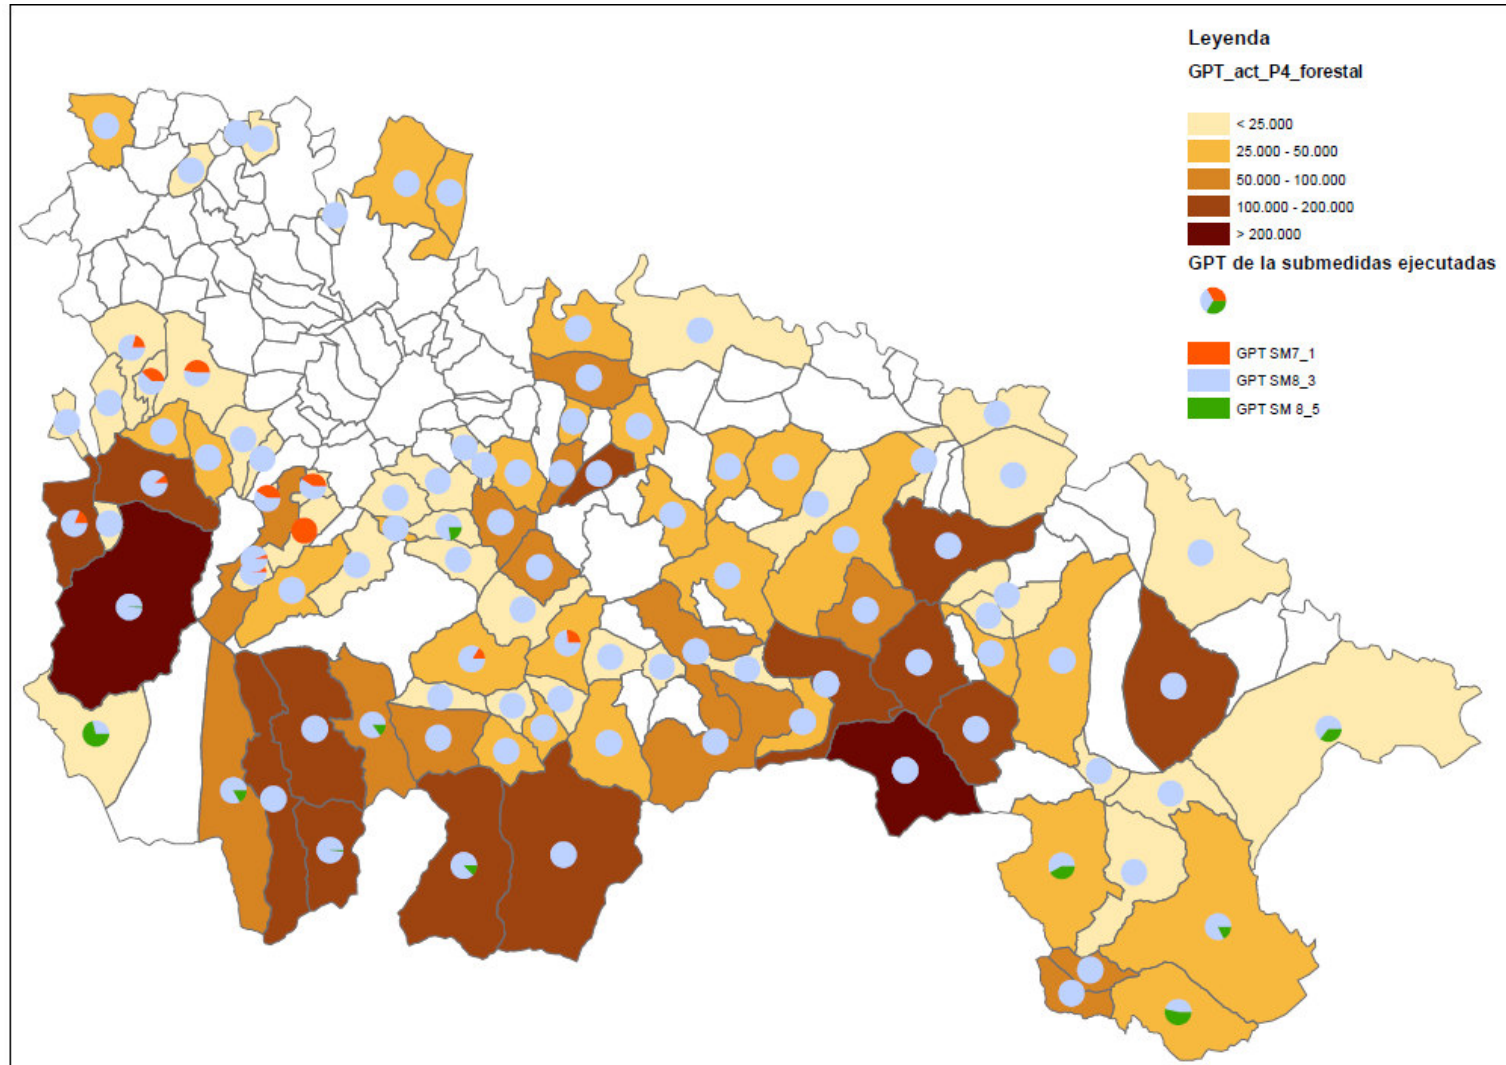 Leyenda
GPT_act_P4_forestal
< 25.000
25.000 - 50.000
50.000 - 100.000
100.000 - 200.000
> 200.000
GPT de la submedidas ejecutadas
GPT SM7_1
GPT SM8_3
GPT SM 8_5